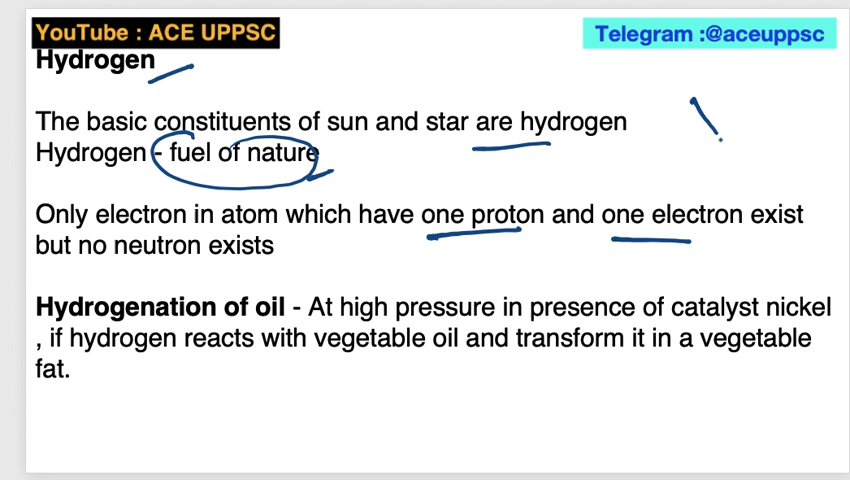 YouTube : ACE UPPSC
Telegram :@aceuppsc
Hydrogen
The basic constituents of sun and star are hydrogen
Hydrogen - fuel of nature
Only electron in atom which have one proton and one electron exist
but no neutron exists
Hydrogenation of oil - At high pressure in presence of catalyst nickel
, if hydrogen reacts with vegetable oil and transform it in a vegetable
fat.